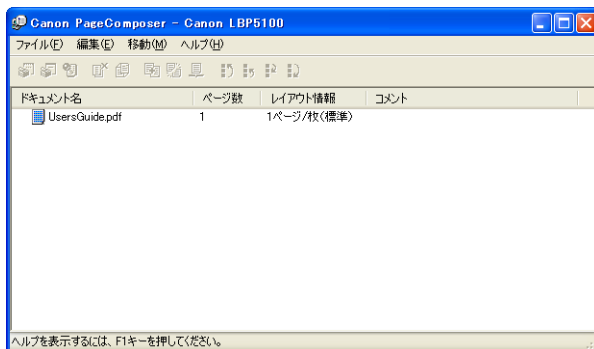 Canon PageComposer - Canon LBP5100
ファイル(F) 編集(E) 移動(M) ヘルプ(H)
ドキュメント名 ページ数 レイアウト情報 コメント
UsersGuide.pdf 1 1ページ/枚(標準)
ヘルプを表示するには、F1キーを押してください。